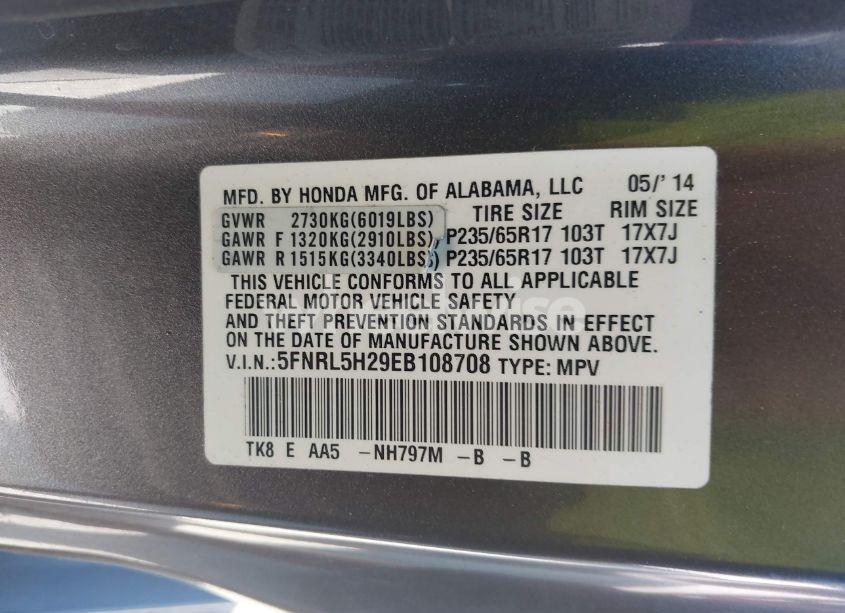 MFD. BY HONDA MFG. OF ALABAMA, LLC 05/' 14
GVWR 2730KG(6019LBS) TIRE SIZE RIM SIZE
GAWR F 1320KG(2910LBS), P235/65R17 103T 17X7J
GAWR R 1515KG(3340LBS) P235/65R17 103T 17X7J
THIS VEHICLE CONFORMS TO ALL APPLICABLE
FEDERAL MOTOR VEHICLE SAFETY
AND THEFT PREVENTION STANDARDS IN EFFECT
ON THE DATE OF MANUFACTURE SHOWN ABOVE.
V.I.N.:5FNRL5H29EB108708 TYPE: MPV
TK8 E AA5 -NH797M -B -B